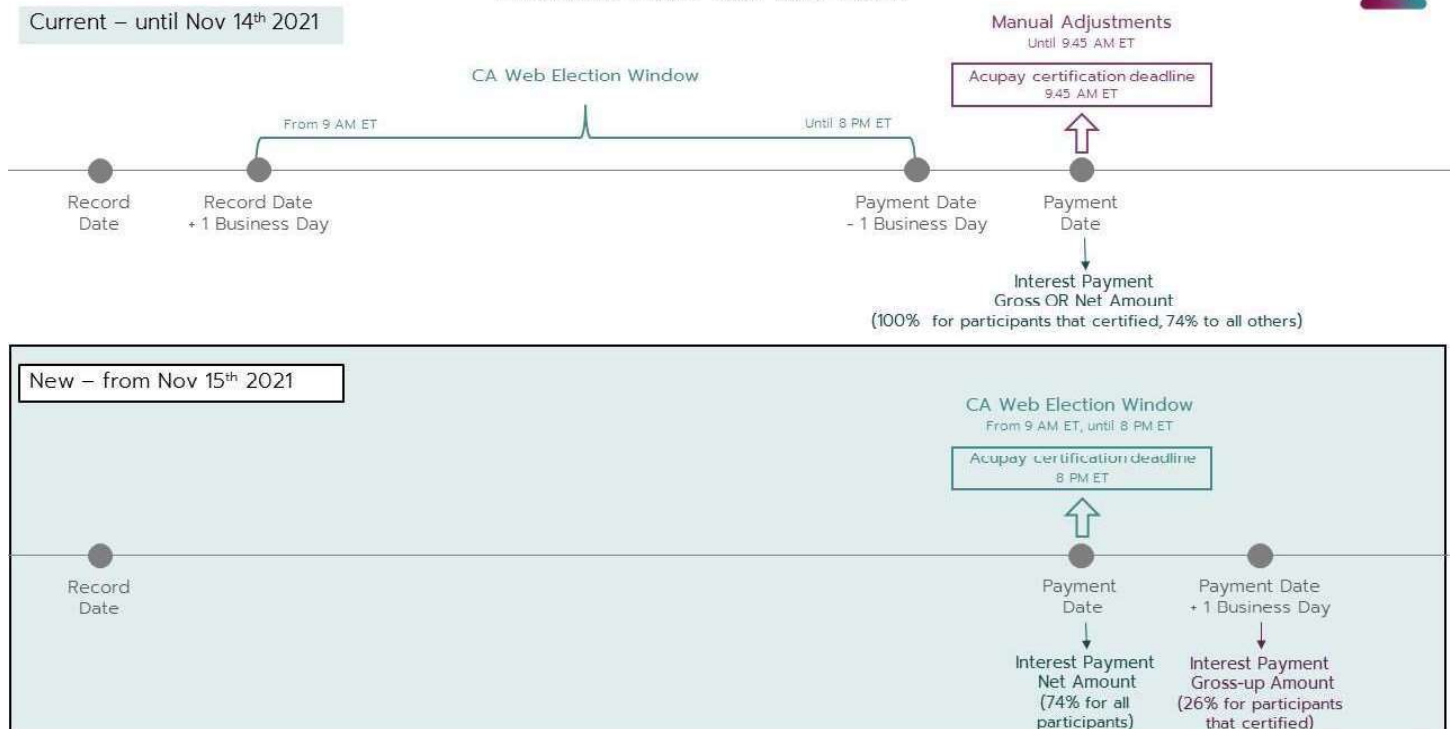 Current – until Nov 14th 2021
Manual Adjustments
Until 9.45 AM ET
CA Web Election Window
Acupay certification deadline
9.45 AM ET
From 9 AM ET
Until 8 PM ET
Record
Date
Record Date
+ 1 Business Day
Payment Date
- 1 Business Day
Payment
Date
Interest Payment
Gross OR Net Amount
(100% for participants that certified, 74% to all others)
New – from Nov 15th 2021
CA Web Election Window
From 9 AM ET, until 8 PM ET
Acupay certification deadline
8 PM ET
Record
Date
Payment
Date
Payment Date
+ 1 Business Day
Interest Payment
Net Amount
(74% for all
participants)
Interest Payment
Gross-up Amount
(26% for participants
that certified)